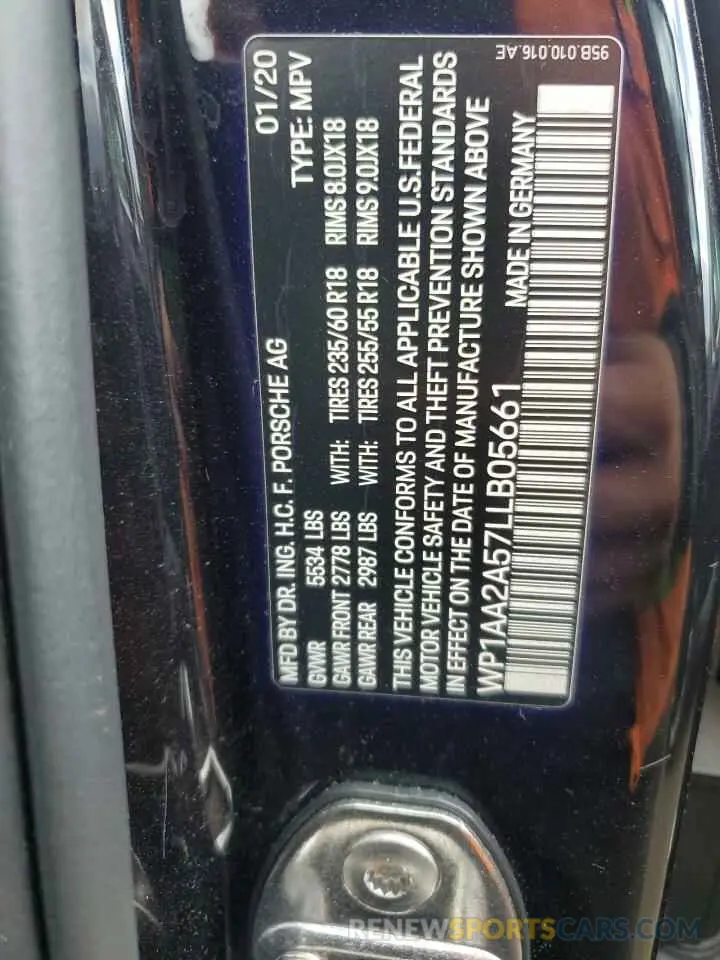 MFD BY DR. ING. H.C. F. PORSCHE AG 01/20
GVWR 5534 LBS TYPE: MPV
GAWR FRONT 2778 LBS WITH: TIRES 235/60 R18 RIMS 8.0JX18
GAWR REAR 2987 LBS WITH: TIRES 255/55 R18 RIMS 9.0JX18
THIS VEHICLE CONFORMS TO ALL APPLICABLE U.S. FEDERAL
MOTOR VEHICLE SAFETY AND THEFT PREVENTION STANDARDS
IN EFFECT ON THE DATE OF MANUFACTURE SHOWN ABOVE
WP1AA2A57LLB05661 MADE IN GERMANY
95B.010.016.AE
RENEWSPORTSCARS.COM